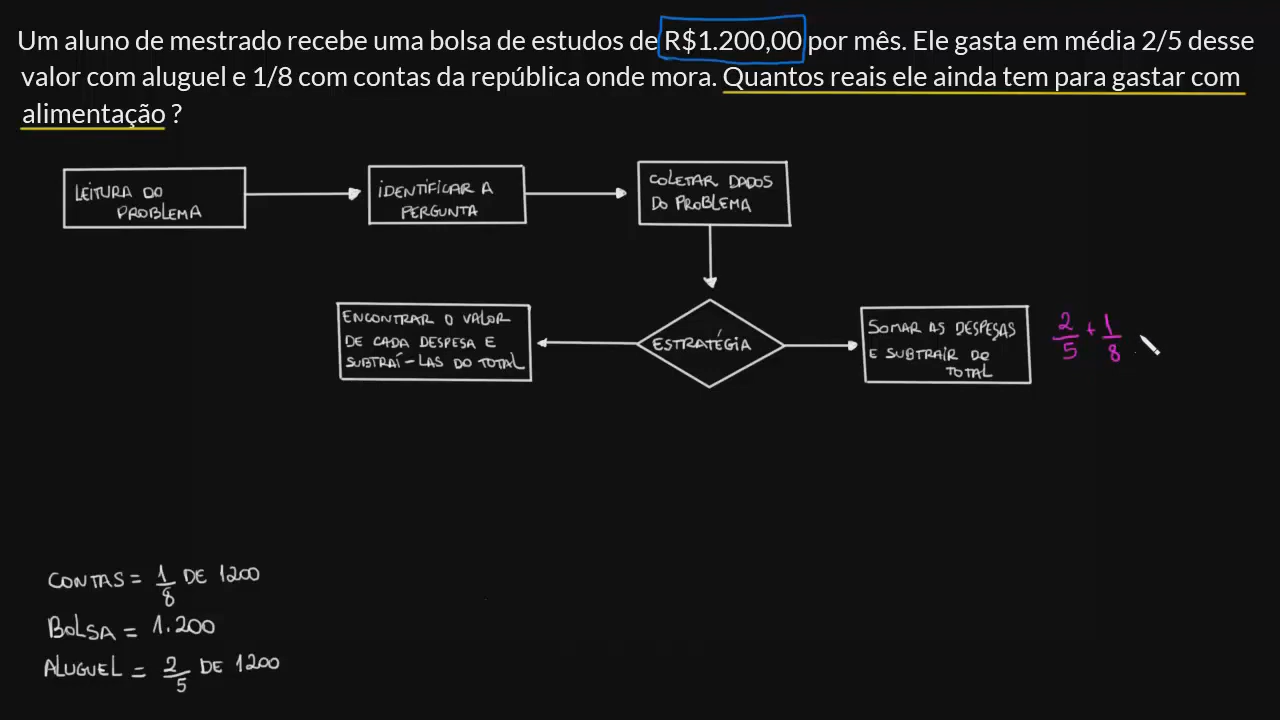 Um aluno de mestrado recebe uma bolsa de estudos de R$1.200,00 por mês. Ele gasta em média 2/5 desse
valor com aluguel e 1/8 com contas da república onde mora. Quantos reais ele ainda tem para gastar com
alimentação ?
LEITURA DO
PROBLEMA
IDENTIFICAR A
PERGUNTA
COLETAR DADOS
DO PROBLEMA
ENCONTRAR O VALOR
DE CADA DESPESA E
SUBTRAÍ-LAS DO TOTAL
ESTRATÉGIA
SOMAR AS DESPESAS
E SUBTRAIR DO
TOTAL
2/5 + 1/8
CONTAS = 1/8 DE 1200
BOLSA = 1.200
ALUGUEL = 2/5 DE 1200